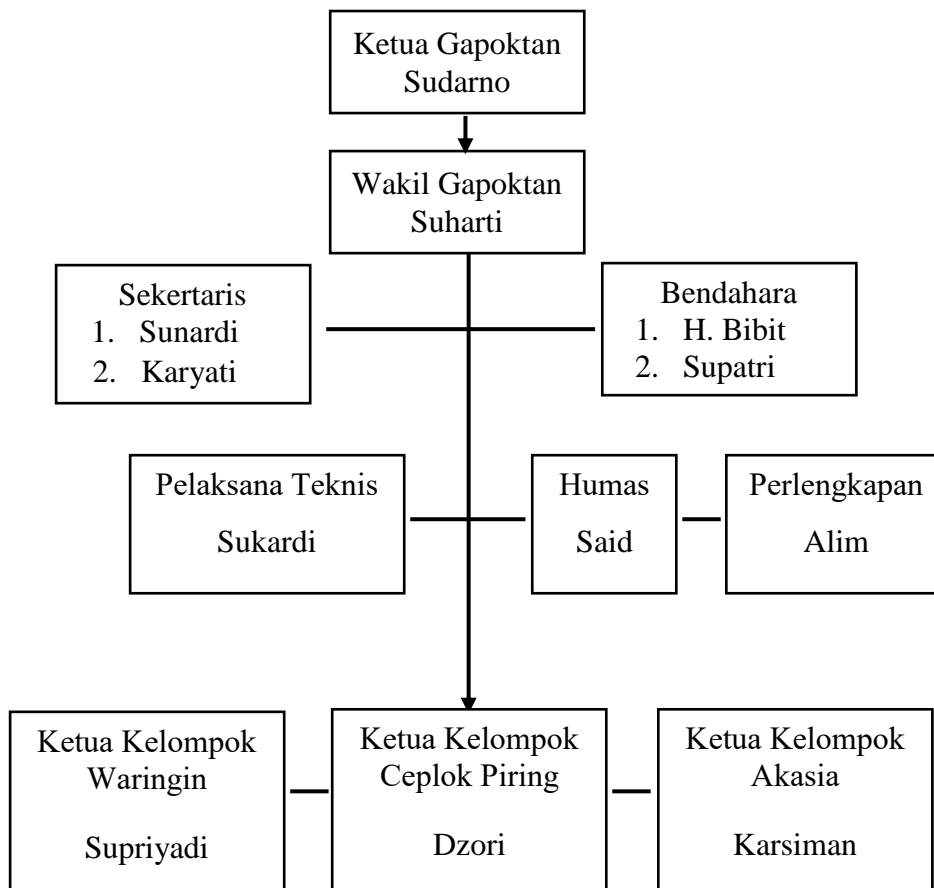 Ketua Gapoktan
Sudarno
Wakil Gapoktan
Suharti
Sekertaris
1. Sunardi
2. Karyati
Bendahara
1. H. Bibit
2. Supatri
Pelaksana Teknis
Sukardi
Humas
Said
Perlengkapan
Alim
Ketua Kelompok
Waringin
Supriyadi
Ketua Kelompok
Ceplok Piring
Dzori
Ketua Kelompok
Akasia
Karsiman